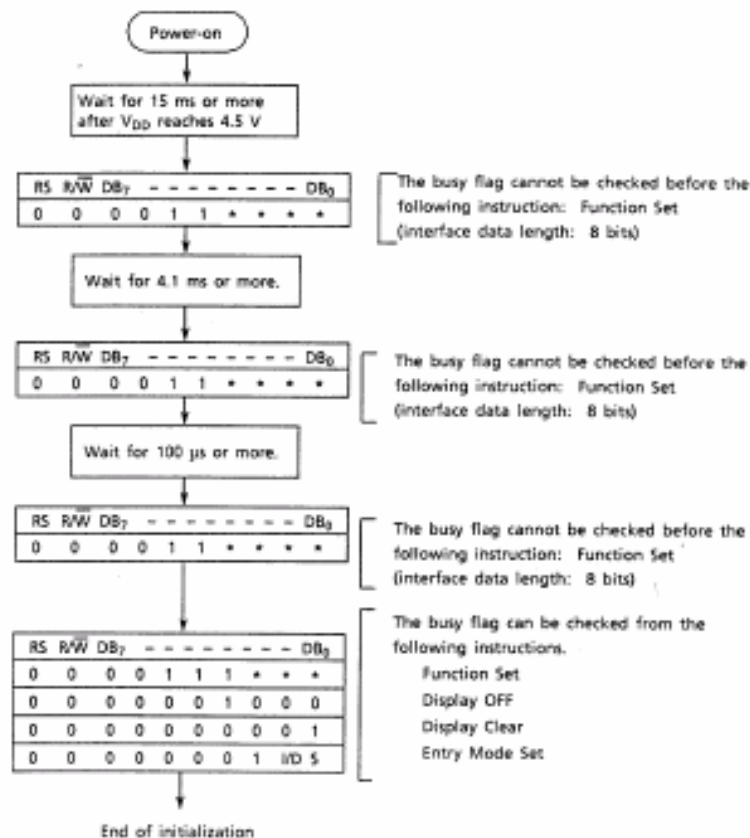 Power-on
Wait for 15 ms or more
after VDD reaches 4.5 V
RS R/W̅ DB7 - - - - - - - - DB0
0 0 0 0 1 1 * * * *
The busy flag cannot be checked before the
following instruction: Function Set
(interface data length: 8 bits)
Wait for 4.1 ms or more.
RS R/W̅ DB7 - - - - - - - - DB0
0 0 0 0 1 1 * * * *
The busy flag cannot be checked before the
following instruction: Function Set
(interface data length: 8 bits)
Wait for 100 µs or more.
RS R/W̅ DB7 - - - - - - - - DB0
0 0 0 0 1 1 * * * *
The busy flag cannot be checked before the
following instruction: Function Set
(interface data length: 8 bits)
RS R/W̅ DB7 - - - - - - - - DB0
0 0 0 0 1 1 1 * * *
0 0 0 0 0 0 1 0 0 0
0 0 0 0 0 0 0 0 0 1
0 0 0 0 0 0 0 1 I/D S
The busy flag can be checked from the
following instructions.
Function Set
Display OFF
Display Clear
Entry Mode Set
End of initialization